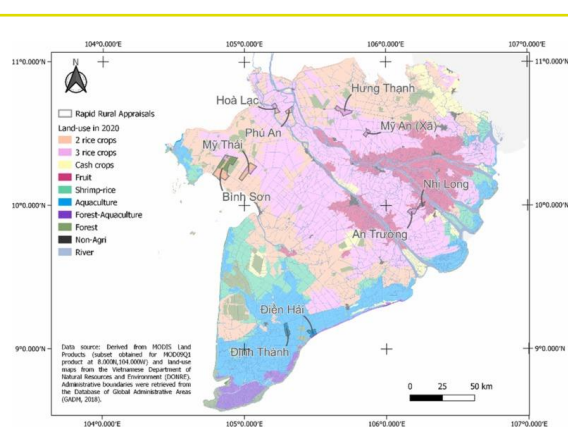 104°0.000'E 105°0.000'E 106°0.000'E 107°0.000'E
11°0.000'N 11°0.000'N
N
Hưng Thạnh
Hoà Lạc
Rapid Rural Appraisals
Land-use in 2020
2 rice crops
3 rice crops
Cash crops
Fruit
Shrimp-rice
Aquaculture
Forest-Aquaculture
Forest
Non-Agri
River
Phú An
Mỹ An (Xã)
Mỹ Thái
Nhị Long
Bình Sơn
10°0.000'N 10°0.000'N
An Trường
Điền Hải
Định Thành
9°0.000'N 9°0.000'N
Data source: Derived from MODIS Land
Products (subset obtained for MOD09Q1
product at 8.000N,104.000W) and land-use
maps from the Vietnamese Department of
Natural Resources and Environment (DONRE).
Administrative boundaries were retrieved from
the Database of Global Administrative Areas
(GADM, 2018).
0 25 50 km
104°0.000'E 105°0.000'E 106°0.000'E 107°0.000'E